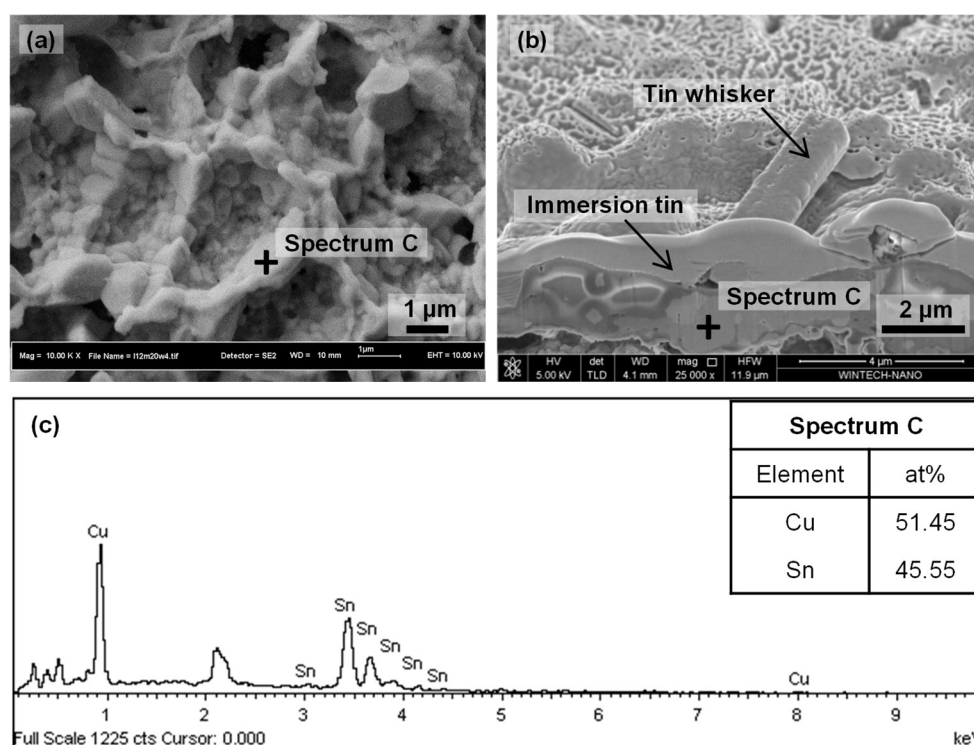 (a)
Spectrum C
1 µm
Mag = 10.00 K X File Name = I12m20w4.tif Detector = SE2 WD = 10 mm 1µm EHT = 10.00 kV
(b)
Tin whisker
Immersion tin
Spectrum C
2 µm
HV det WD mag HFW 4 µm
5.00 kV TLD 4.1 mm 25 000 x 11.9 µm WINTECH-NANO
(c)
Spectrum C
Element at%
Cu 51.45
Sn 45.55
Cu
Sn
Sn
Sn
Sn
Sn
Sn
Cu
1 2 3 4 5 6 7 8 9
Full Scale 1225 cts Cursor: 0.000 keV